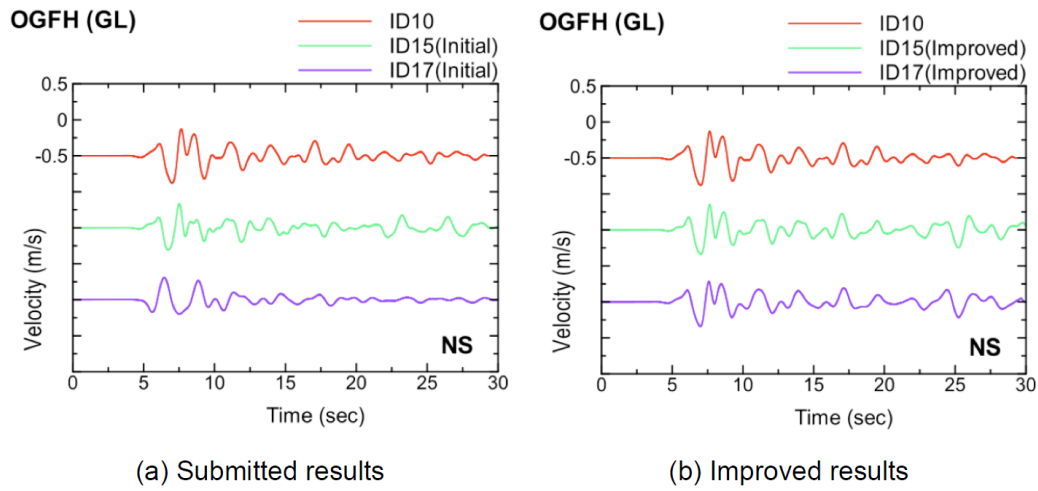 OGFH (GL)
ID10
ID15(Initial)
ID17(Initial)
0.5
0
-0.5
Velocity (m/s)
NS
0 5 10 15 20 25 30
Time (sec)
(a) Submitted results
OGFH (GL)
ID10
ID15(Improved)
ID17(Improved)
0.5
0
-0.5
Velocity (m/s)
NS
0 5 10 15 20 25 30
Time (sec)
(b) Improved results